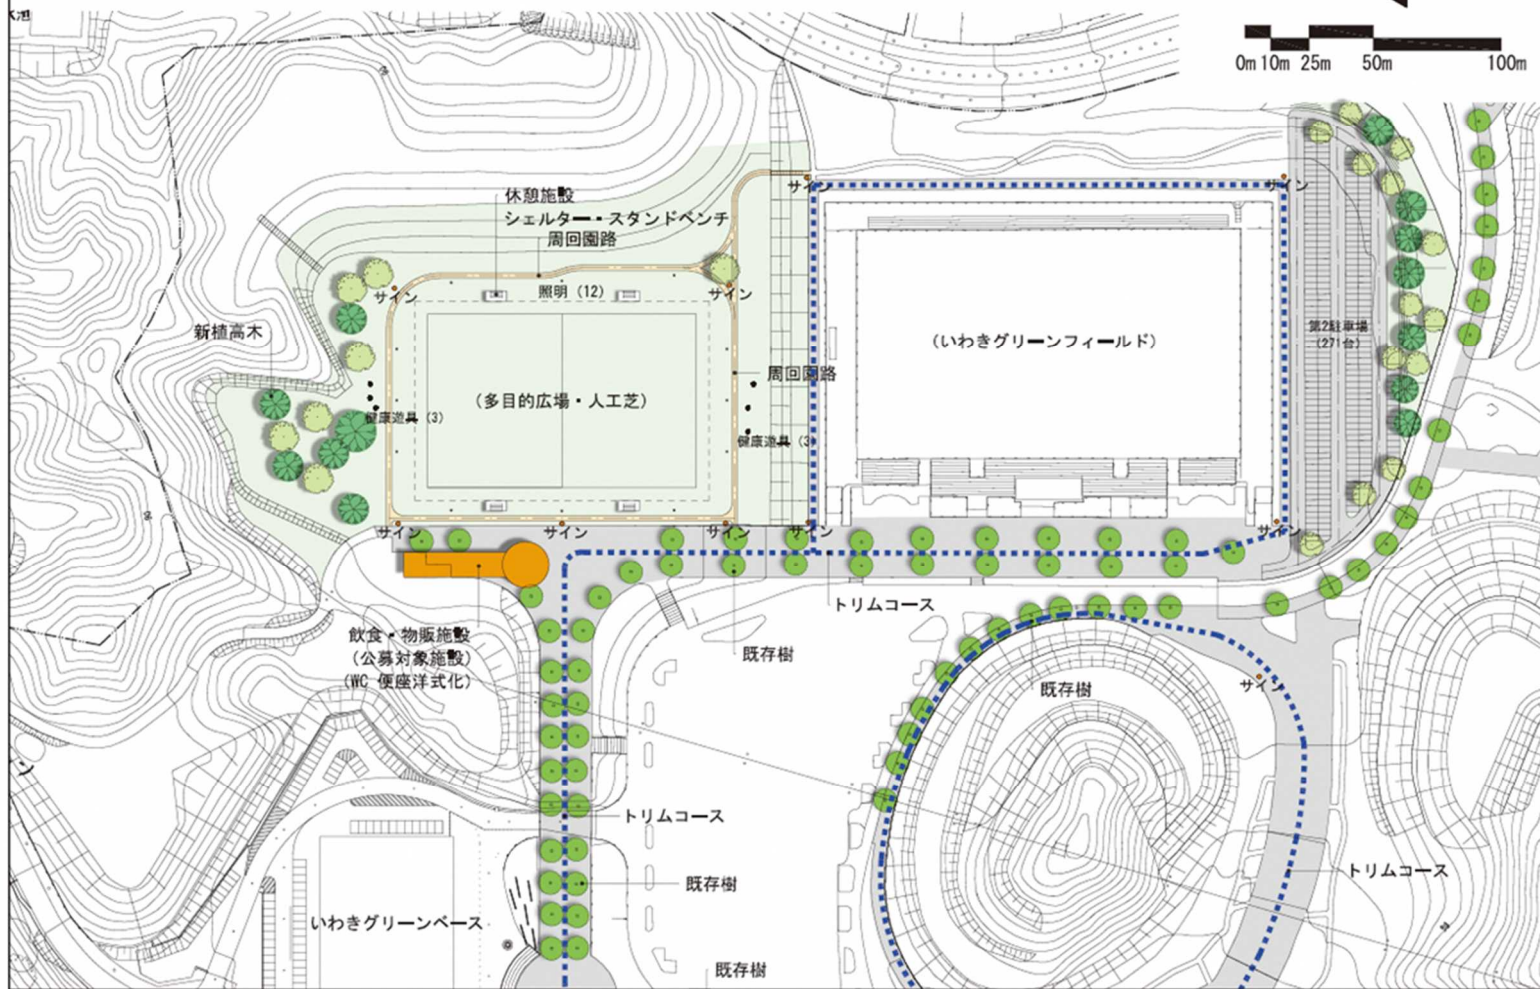 0m 10m 25m 50m 100m
サイン
サイン
休憩施設
シェルター・スタンドベンチ
周回園路
サイン
照明（12）
サイン
新植高木
（いわきグリーンフィールド）
第2駐車場
（271台）
周回園路
（多目的広場・人工芝）
健康遊具（3）
健康遊具（3）
サイン
サイン
サイン
サイン
サイン
トリムコース
飲食・物販施設
（公募対象施設）
（WC 便座洋式化）
既存樹
サイン
既存樹
トリムコース
トリムコース
既存樹
いわきグリーンベース
既存樹